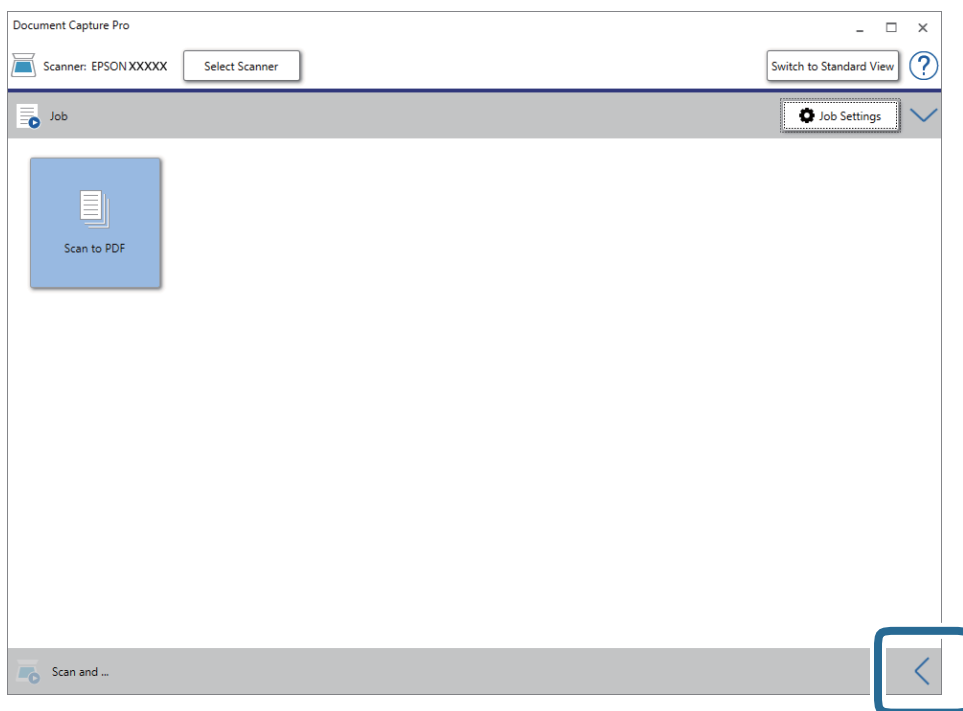 Document Capture Pro
Scanner: EPSON XXXXX Select Scanner Switch to Standard View ?
Job Job Settings
Scan to PDF
Scan and ...